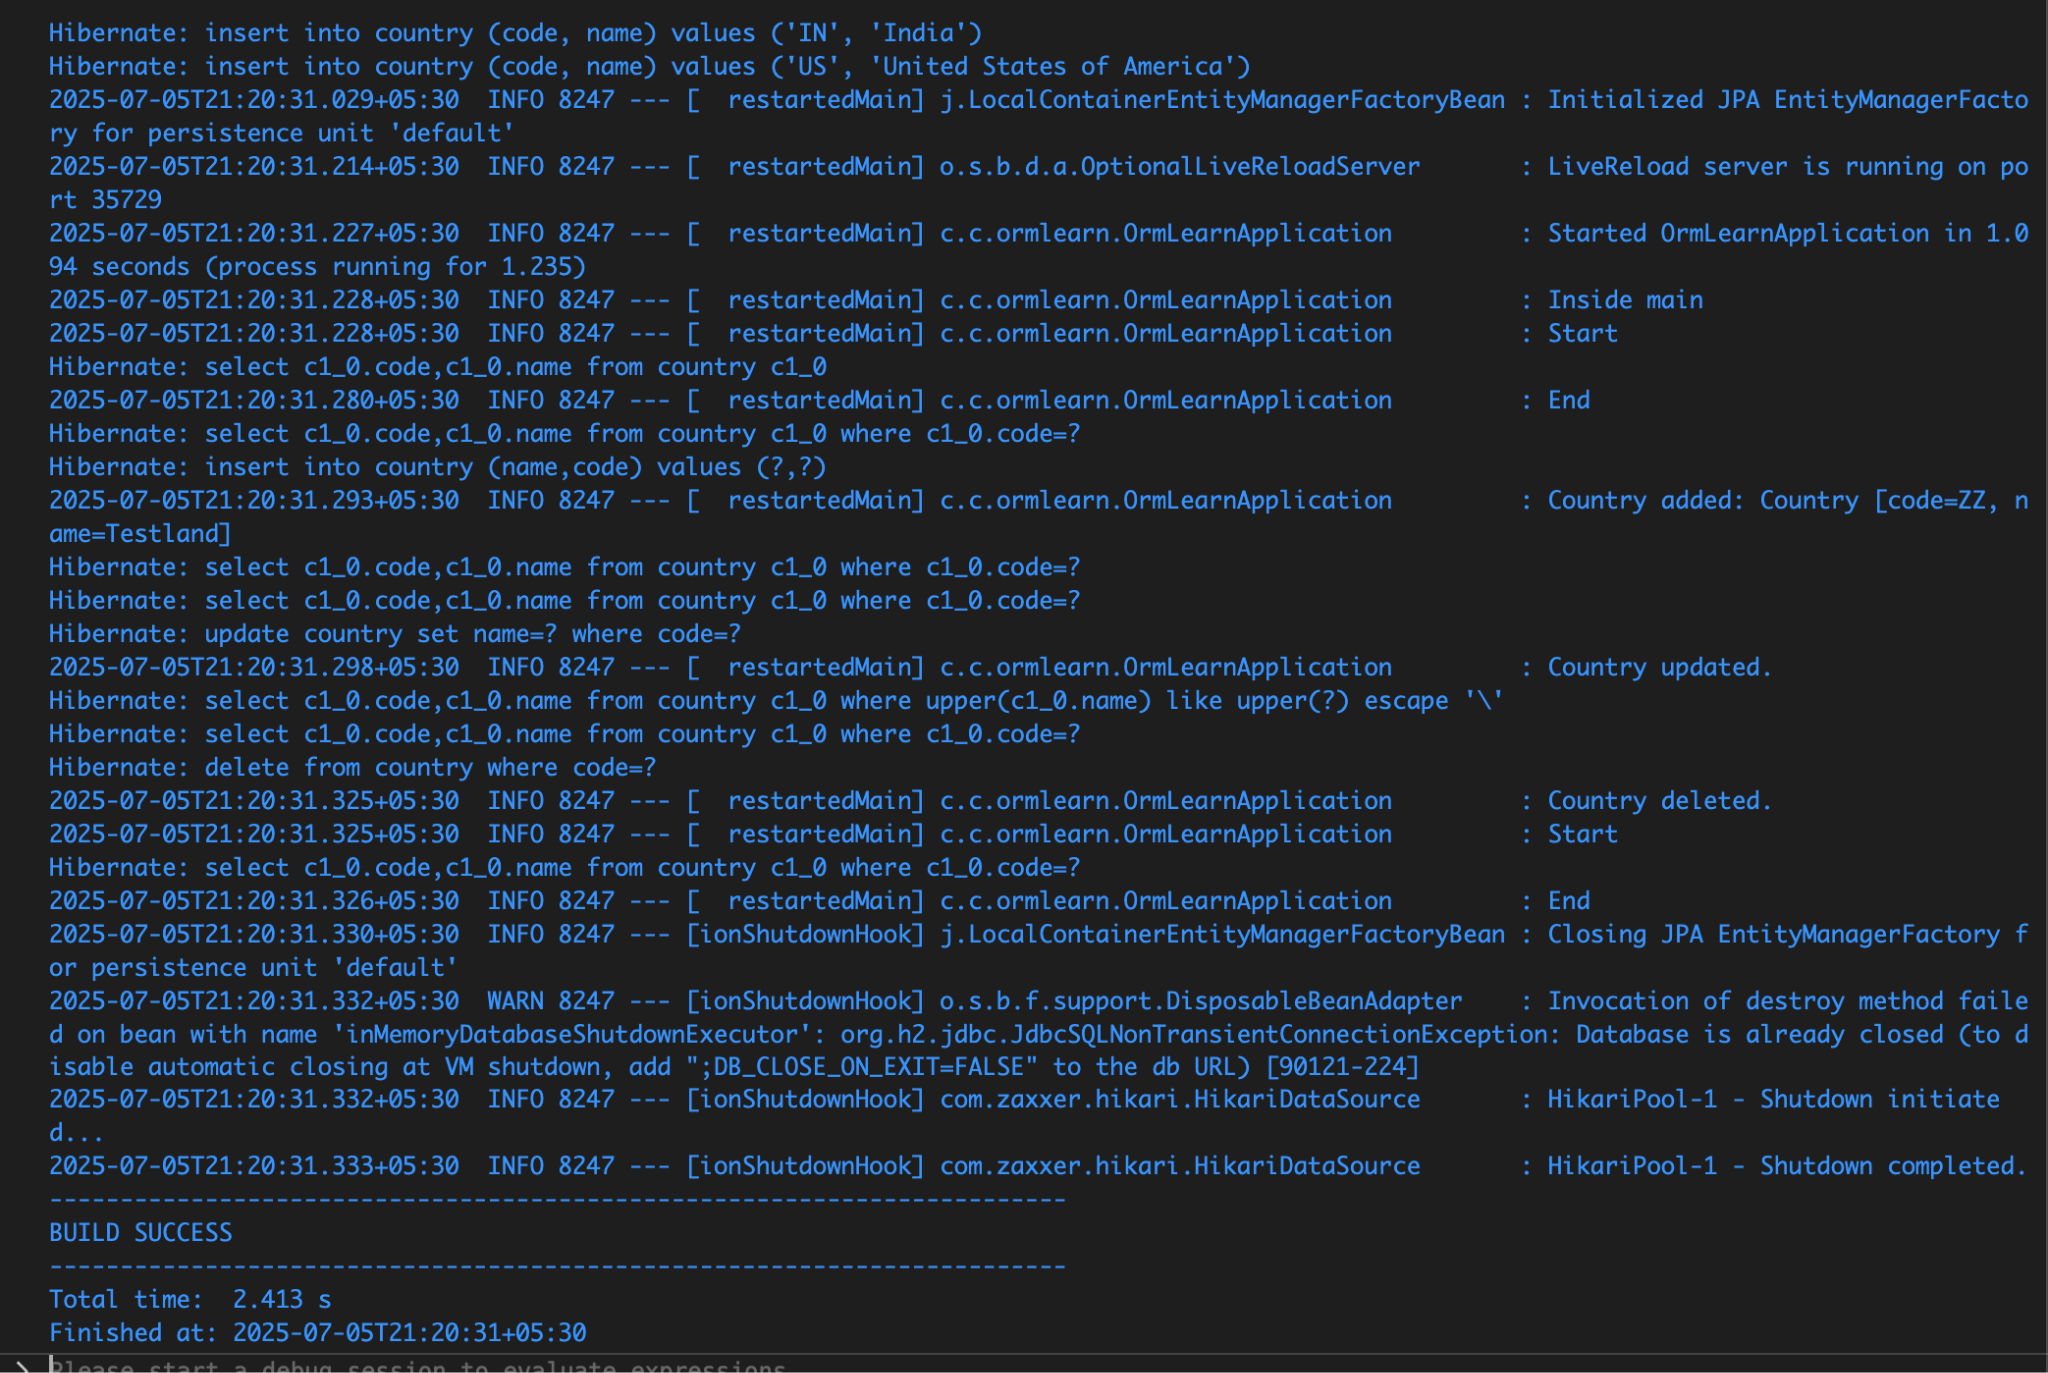 Hibernate: insert into country (code, name) values ('IN', 'India')
Hibernate: insert into country (code, name) values ('US', 'United States of America')
2025-07-05T21:20:31.029+05:30  INFO 8247 --- [  restartedMain] j.LocalContainerEntityManagerFactoryBean : Initialized JPA EntityManagerFacto
ry for persistence unit 'default'
2025-07-05T21:20:31.214+05:30  INFO 8247 --- [  restartedMain] o.s.b.d.a.OptionalLiveReloadServer       : LiveReload server is running on po
rt 35729
2025-07-05T21:20:31.227+05:30  INFO 8247 --- [  restartedMain] c.c.ormlearn.OrmLearnApplication         : Started OrmLearnApplication in 1.0
94 seconds (process running for 1.235)
2025-07-05T21:20:31.228+05:30  INFO 8247 --- [  restartedMain] c.c.ormlearn.OrmLearnApplication         : Inside main
2025-07-05T21:20:31.228+05:30  INFO 8247 --- [  restartedMain] c.c.ormlearn.OrmLearnApplication         : Start
Hibernate: select c1_0.code,c1_0.name from country c1_0
2025-07-05T21:20:31.280+05:30  INFO 8247 --- [  restartedMain] c.c.ormlearn.OrmLearnApplication         : End
Hibernate: select c1_0.code,c1_0.name from country c1_0 where c1_0.code=?
Hibernate: insert into country (name,code) values (?,?)
2025-07-05T21:20:31.293+05:30  INFO 8247 --- [  restartedMain] c.c.ormlearn.OrmLearnApplication         : Country added: Country [code=ZZ, n
ame=Testland]
Hibernate: select c1_0.code,c1_0.name from country c1_0 where c1_0.code=?
Hibernate: select c1_0.code,c1_0.name from country c1_0 where c1_0.code=?
Hibernate: update country set name=? where code=?
2025-07-05T21:20:31.298+05:30  INFO 8247 --- [  restartedMain] c.c.ormlearn.OrmLearnApplication         : Country updated.
Hibernate: select c1_0.code,c1_0.name from country c1_0 where upper(c1_0.name) like upper(?) escape '\'
Hibernate: select c1_0.code,c1_0.name from country c1_0 where c1_0.code=?
Hibernate: delete from country where code=?
2025-07-05T21:20:31.325+05:30  INFO 8247 --- [  restartedMain] c.c.ormlearn.OrmLearnApplication         : Country deleted.
2025-07-05T21:20:31.325+05:30  INFO 8247 --- [  restartedMain] c.c.ormlearn.OrmLearnApplication         : Start
Hibernate: select c1_0.code,c1_0.name from country c1_0 where c1_0.code=?
2025-07-05T21:20:31.326+05:30  INFO 8247 --- [  restartedMain] c.c.ormlearn.OrmLearnApplication         : End
2025-07-05T21:20:31.330+05:30  INFO 8247 --- [ionShutdownHook] j.LocalContainerEntityManagerFactoryBean : Closing JPA EntityManagerFactory f
or persistence unit 'default'
2025-07-05T21:20:31.332+05:30  WARN 8247 --- [ionShutdownHook] o.s.b.f.support.DisposableBeanAdapter    : Invocation of destroy method faile
d on bean with name 'inMemoryDatabaseShutdownExecutor': org.h2.jdbc.JdbcSQLNonTransientConnectionException: Database is already closed (to d
isable automatic closing at VM shutdown, add ";DB_CLOSE_ON_EXIT=FALSE" to the db URL) [90121-224]
2025-07-05T21:20:31.332+05:30  INFO 8247 --- [ionShutdownHook] com.zaxxer.hikari.HikariDataSource       : HikariPool-1 - Shutdown initiate
d...
2025-07-05T21:20:31.333+05:30  INFO 8247 --- [ionShutdownHook] com.zaxxer.hikari.HikariDataSource       : HikariPool-1 - Shutdown completed.
------------------------------------------------------------------------
BUILD SUCCESS
------------------------------------------------------------------------
Total time:  2.413 s
Finished at: 2025-07-05T21:20:31+05:30
Please start a debug session to evaluate expressions